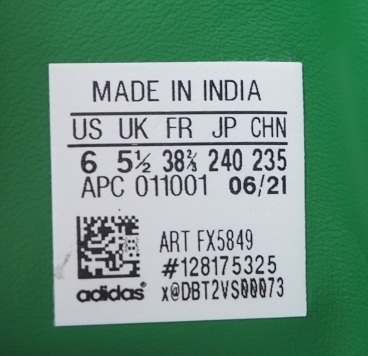 MADE IN INDIA
US UK FR JP CHN
6 5½ 38⅔ 240 235
APC 011001 06/21
ART FX5849
#128175325
adidas® x@DBT2VS00073